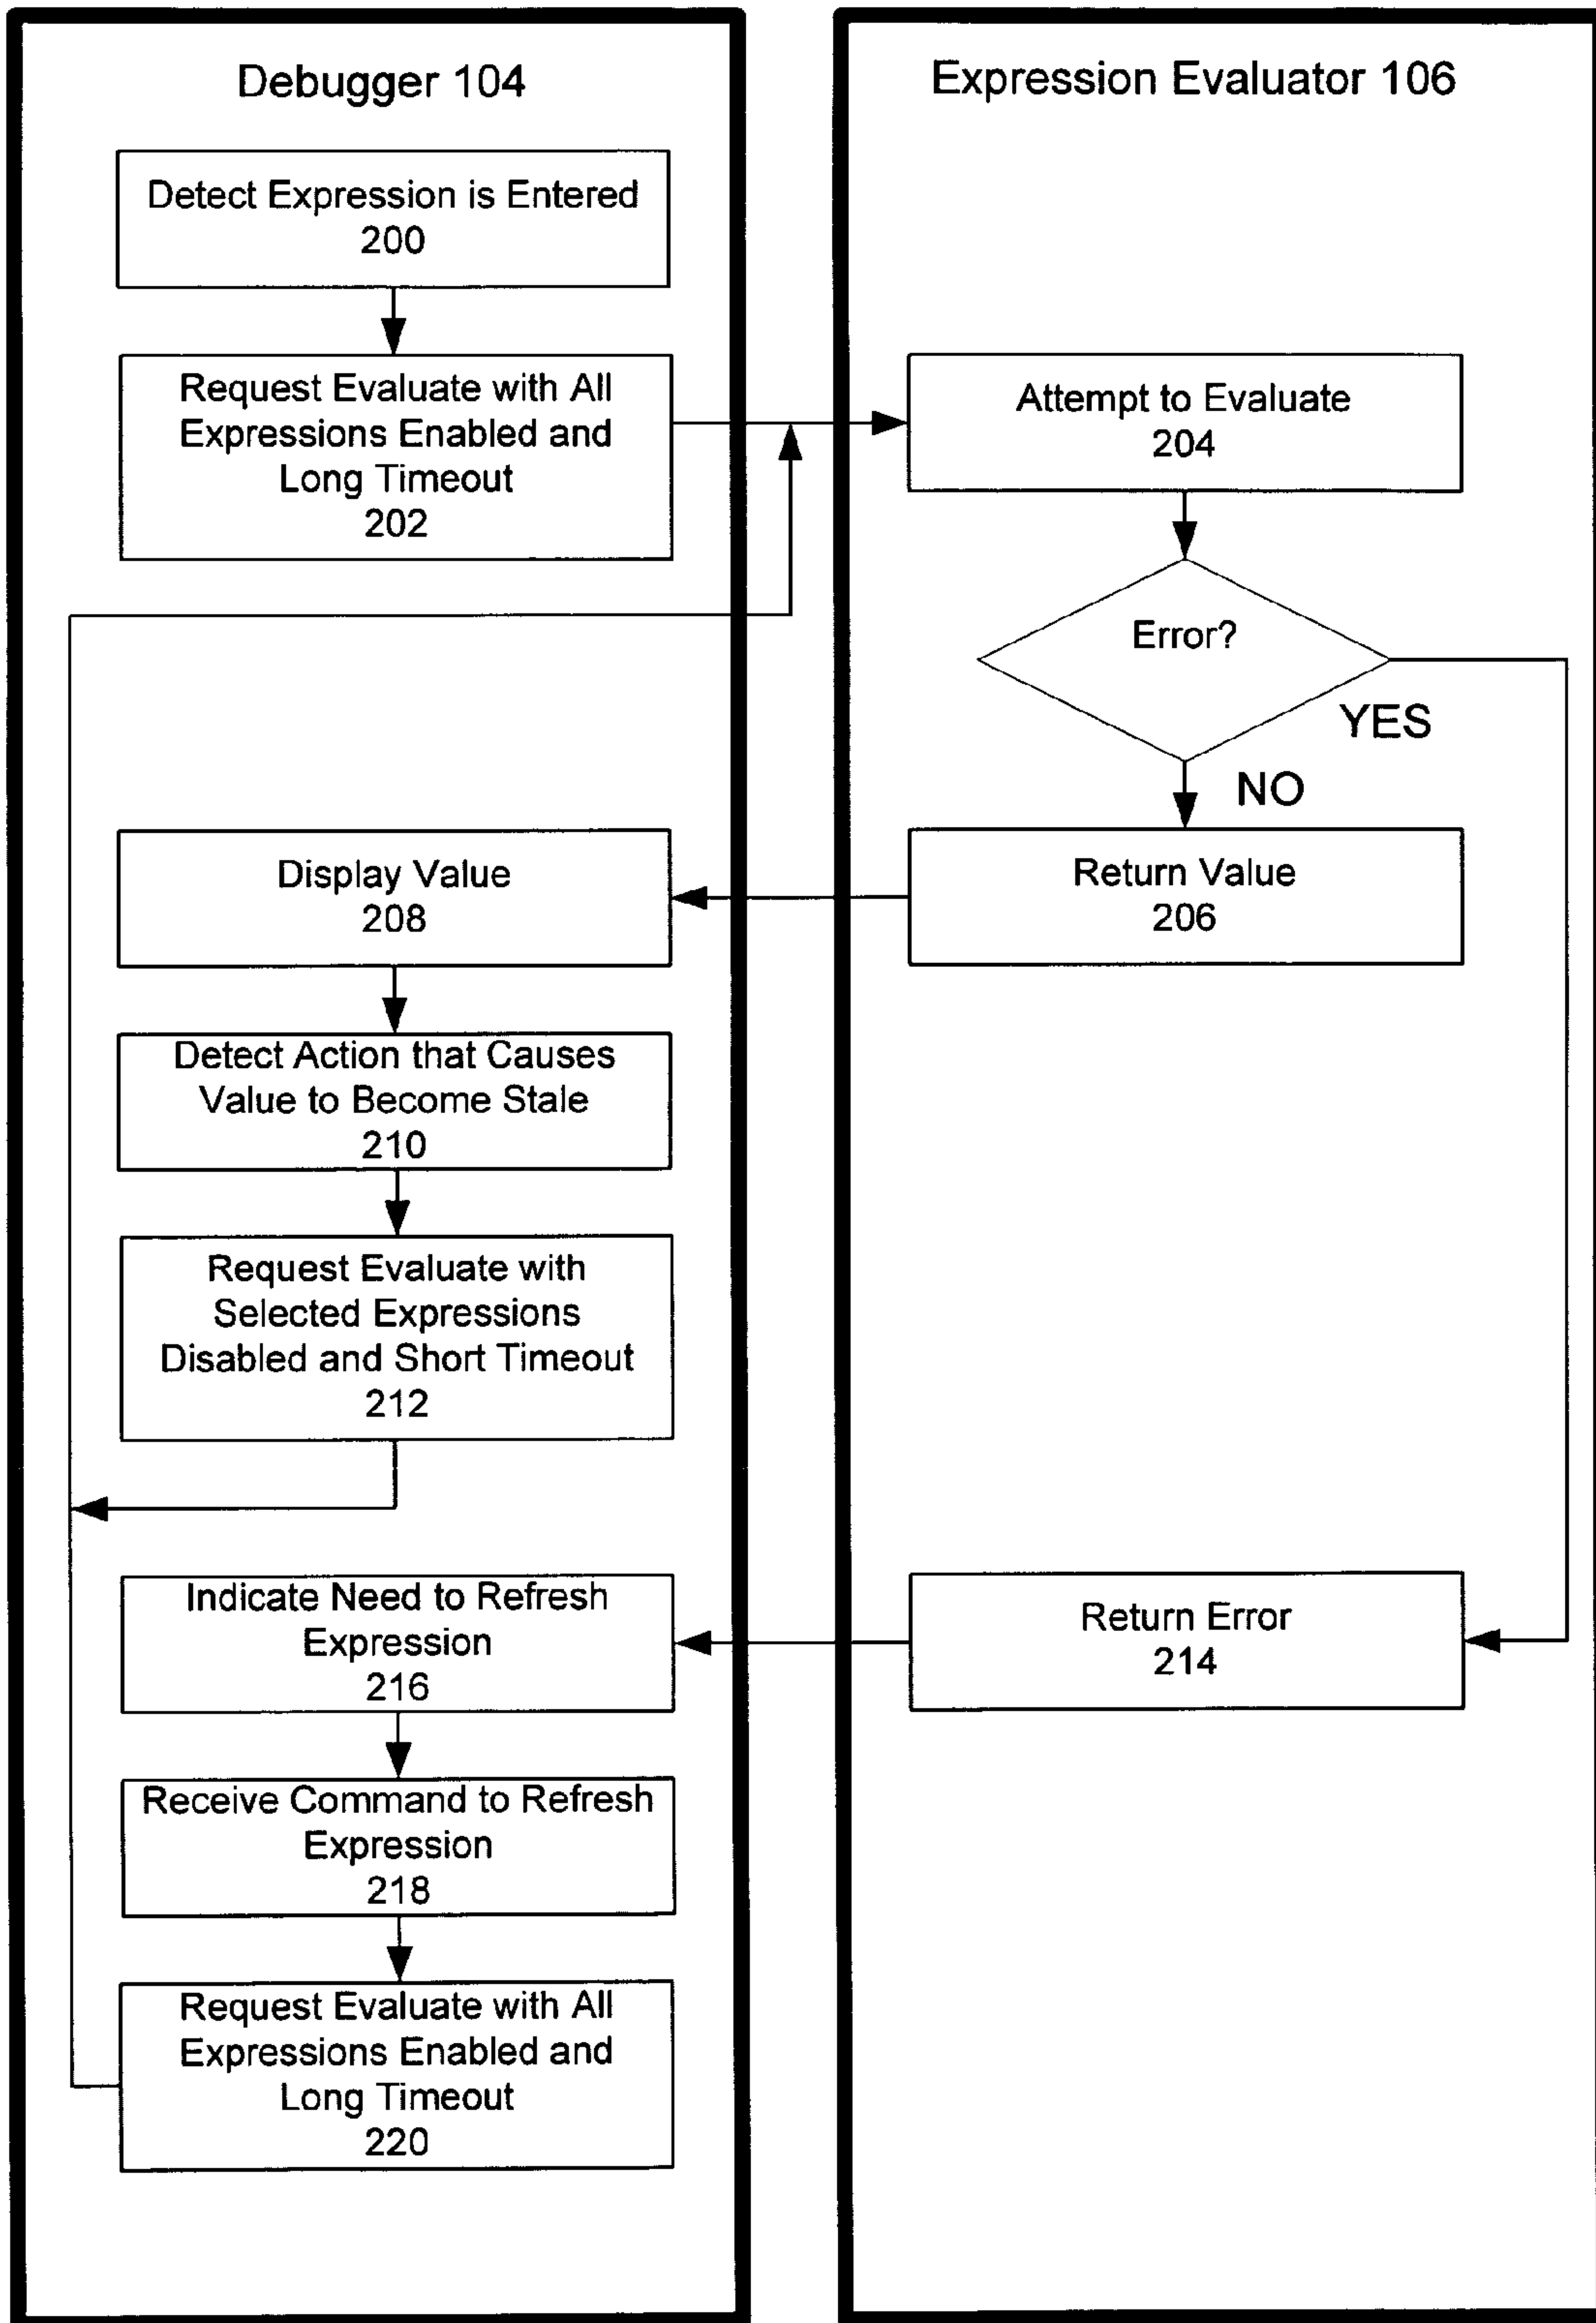 Debugger 104
Detect Expression is Entered
200
Request Evaluate with All
Expressions Enabled and
Long Timeout
202
Display Value
208
Detect Action that Causes
Value to Become Stale
210
Request Evaluate with
Selected Expressions
Disabled and Short Timeout
212
Indicate Need to Refresh
Expression
216
Receive Command to Refresh
Expression
218
Request Evaluate with All
Expressions Enabled and
Long Timeout
220
Expression Evaluator 106
Attempt to Evaluate
204
Error?
YES
NO
Return Value
206
Return Error
214